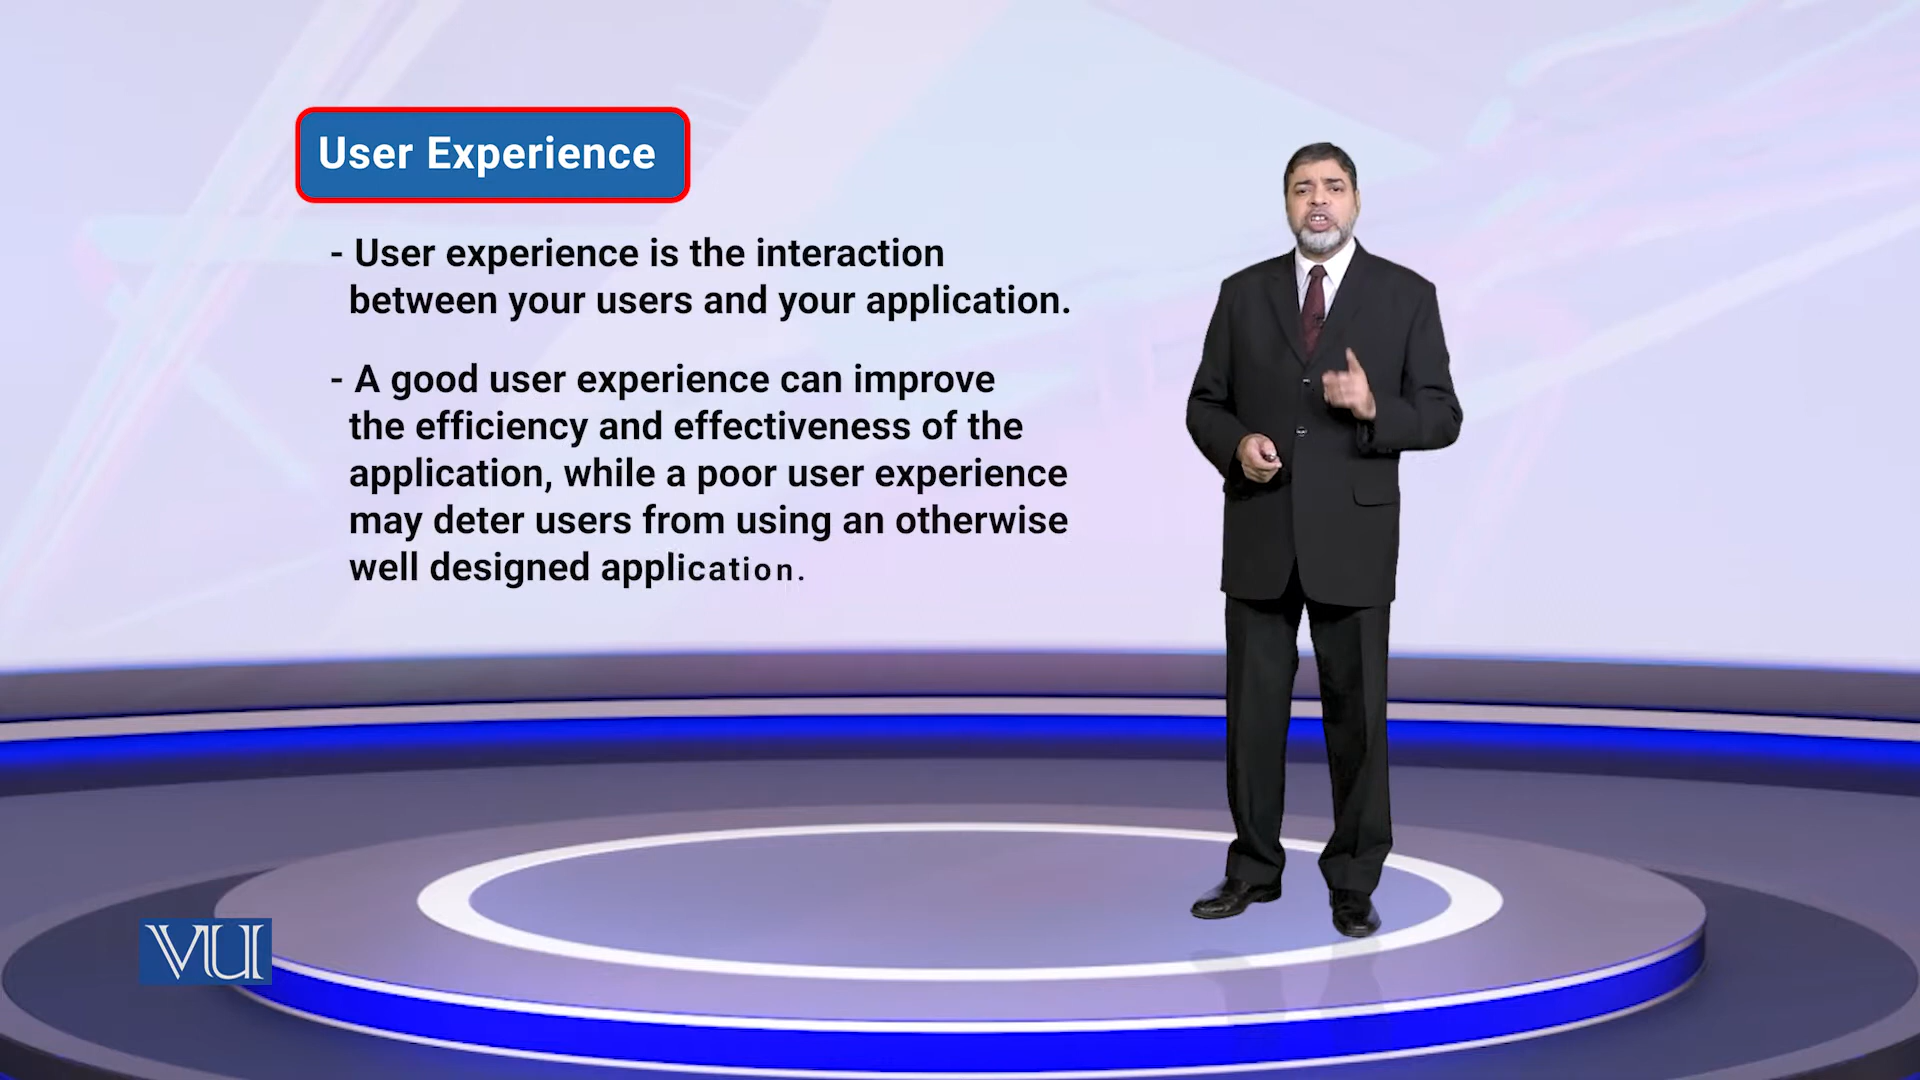 User Experience
- User experience is the interaction
between your users and your application.
- A good user experience can improve
the efficiency and effectiveness of the
application, while a poor user experience
may deter users from using an otherwise
well designed application.
VU